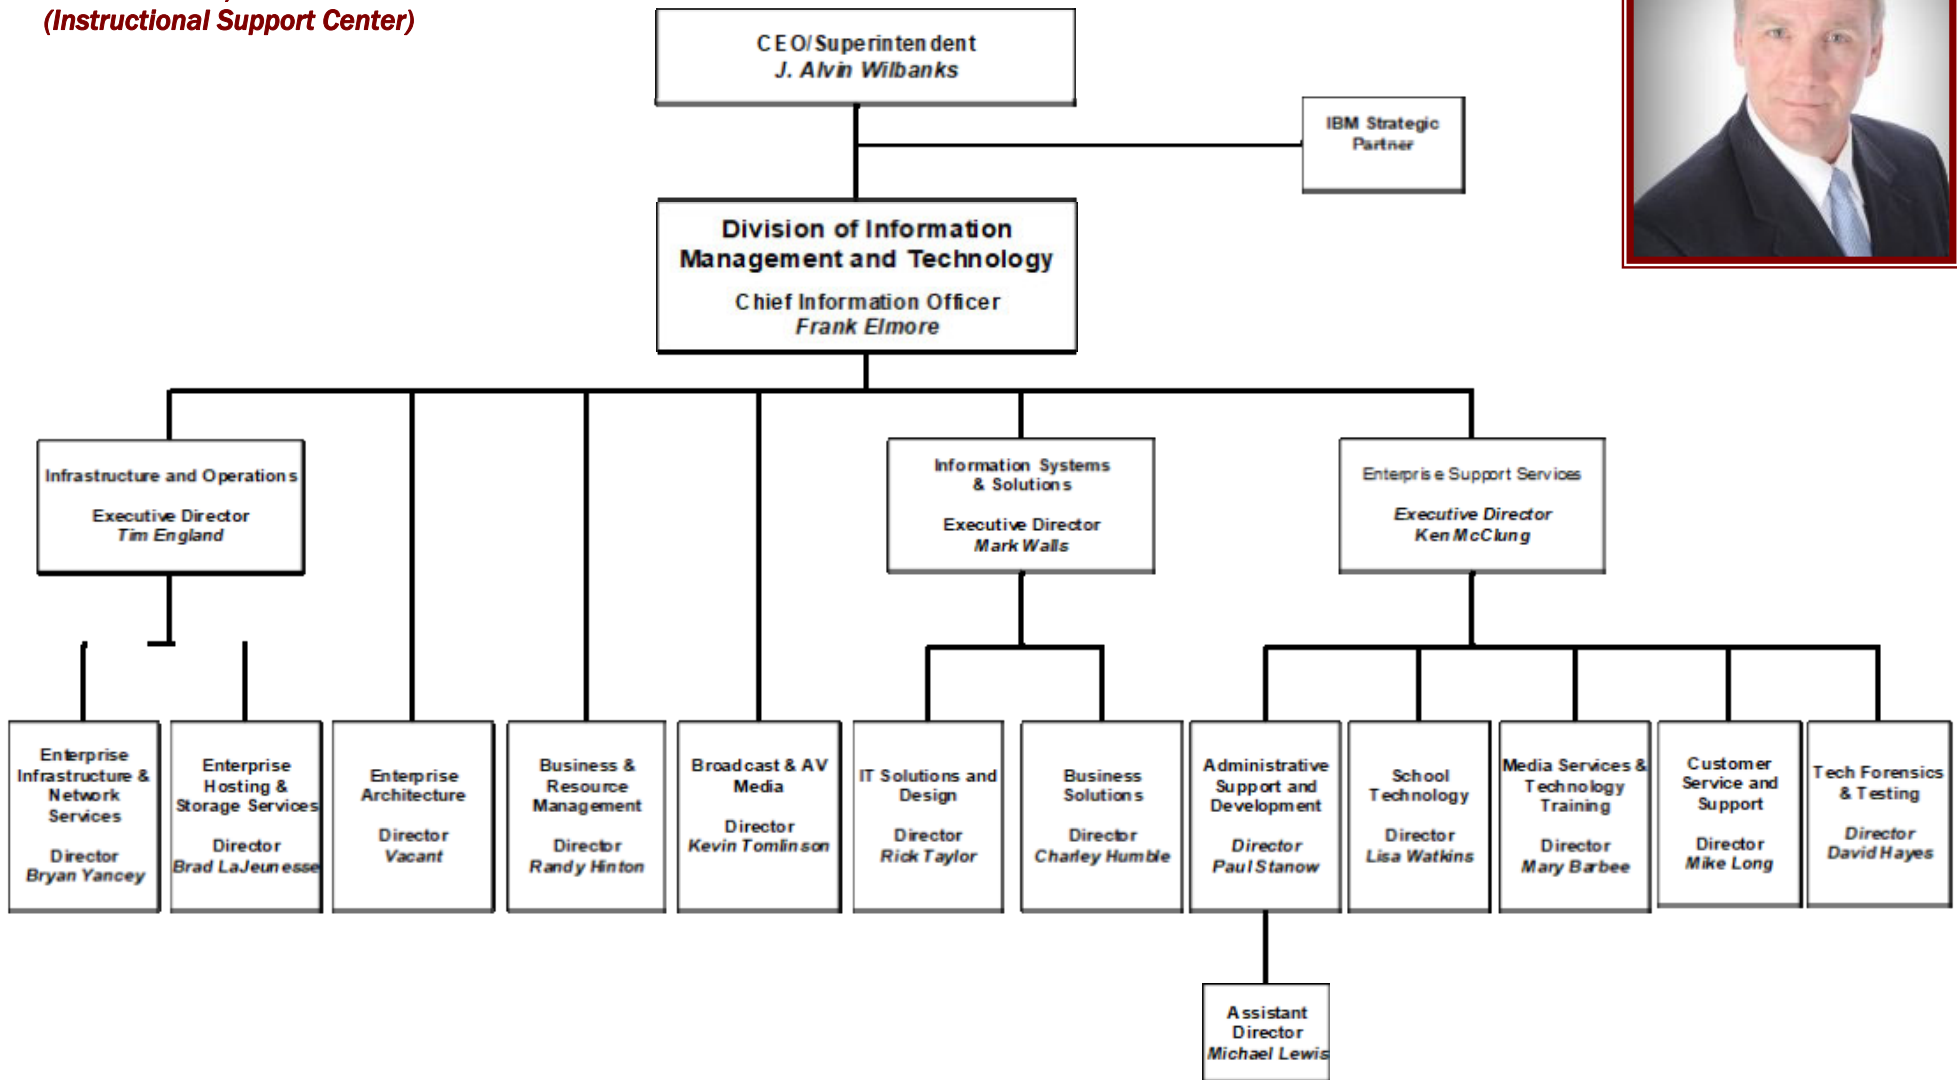 (Instructional Support Center)
CEO/Superintendent
J. Alvin Wilbanks
IBM Strategic
Partner
Division of Information
Management and Technology
Chief Information Officer
Frank Elmore
Infrastructure and Operations
Executive Director
Tim England
Information Systems
& Solutions
Executive Director
Mark Walls
Enterprise Support Services
Executive Director
Ken McClung
Enterprise
Infrastructure &
Network
Services
Director
Bryan Yancey
Enterprise
Hosting &
Storage Services
Director
Brad LaJeunesse
Enterprise
Architecture
Director
Vacant
Business &
Resource
Management
Director
Randy Hinton
Broadcast & AV
Media
Director
Kevin Tomlinson
IT Solutions and
Design
Director
Rick Taylor
Business
Solutions
Director
Charley Humble
Administrative
Support and
Development
Director
Paul Stanow
School
Technology
Director
Lisa Watkins
Media Services &
Technology
Training
Director
Mary Barbee
Customer
Service and
Support
Director
Mike Long
Tech Forensics
& Testing
Director
David Hayes
Assistant
Director
Michael Lewis